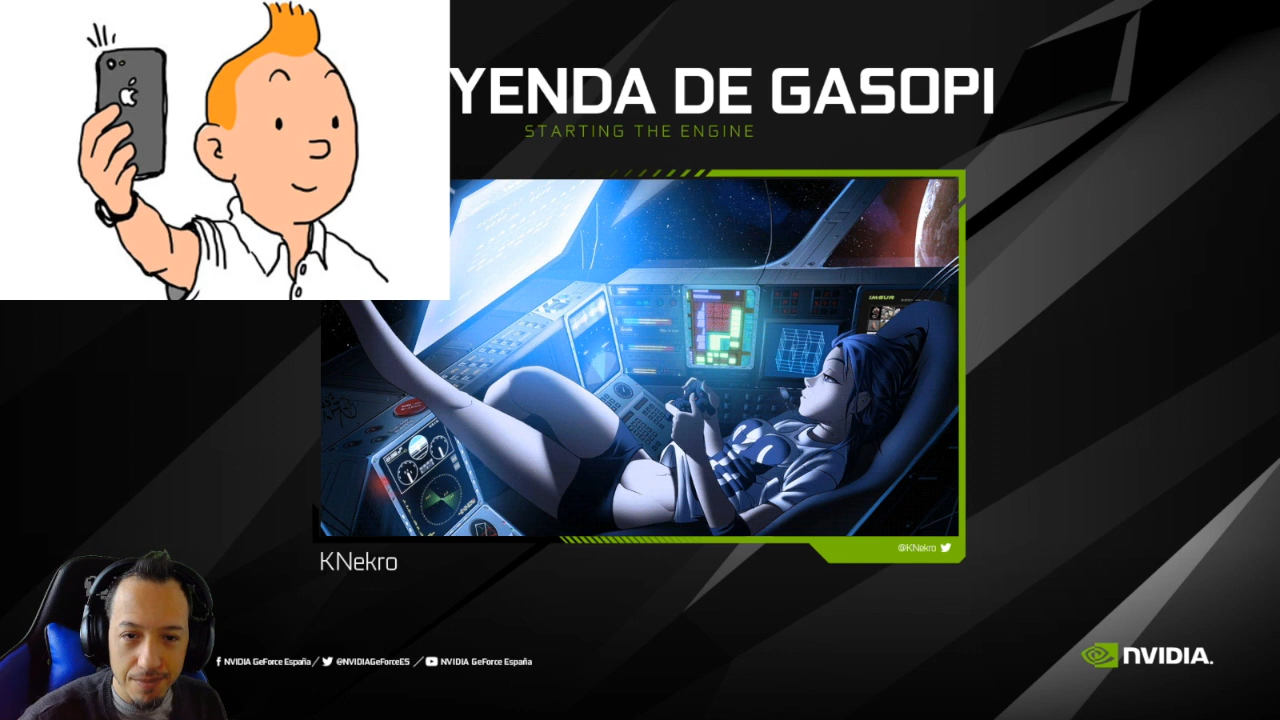 YENDA DE GASOPI
STARTING THE ENGINE
KNekro
@KNekro
NVIDIA GeForce España / @NVIDIAGeForceES / NVIDIA GeForce España
NVIDIA.